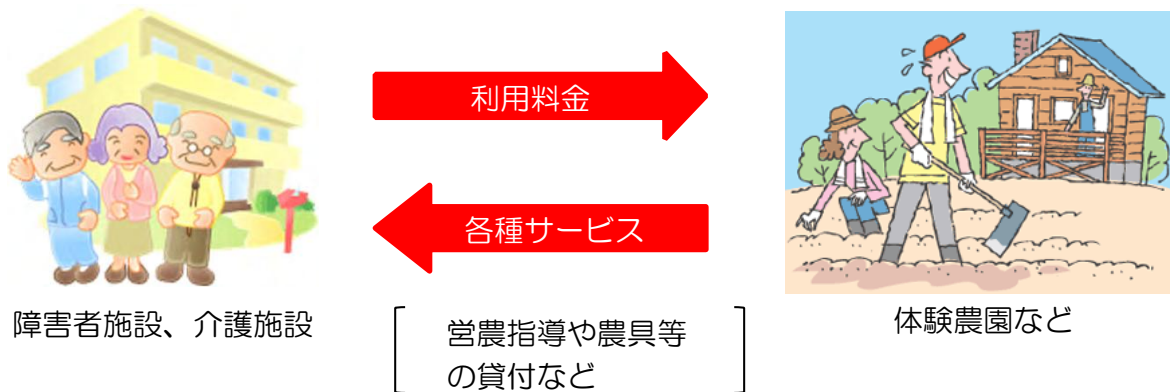 利用料金
各種サービス
障害者施設、介護施設
営農指導や農具等
の貸付など
体験農園など